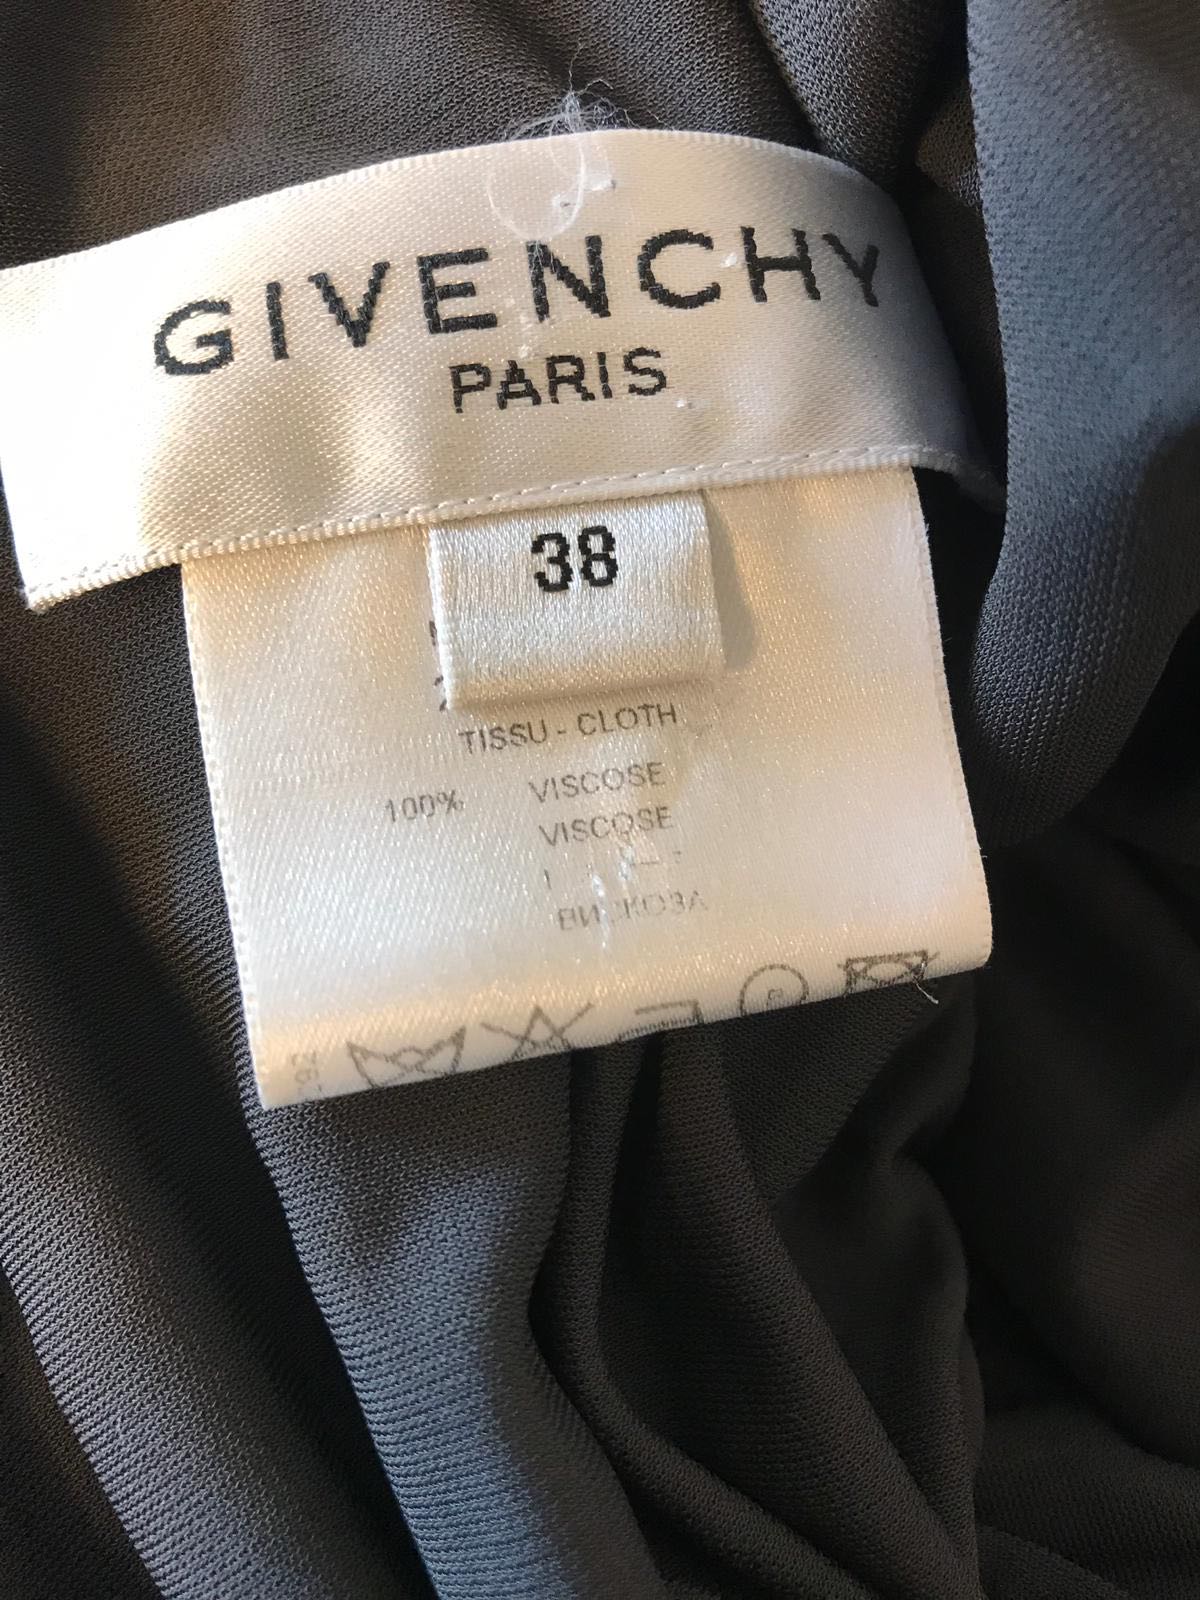 GIVENCHY
PARIS
38
TISSU - CLOTH
100% VISCOSE
VISCOSE
ВИСКОЗА